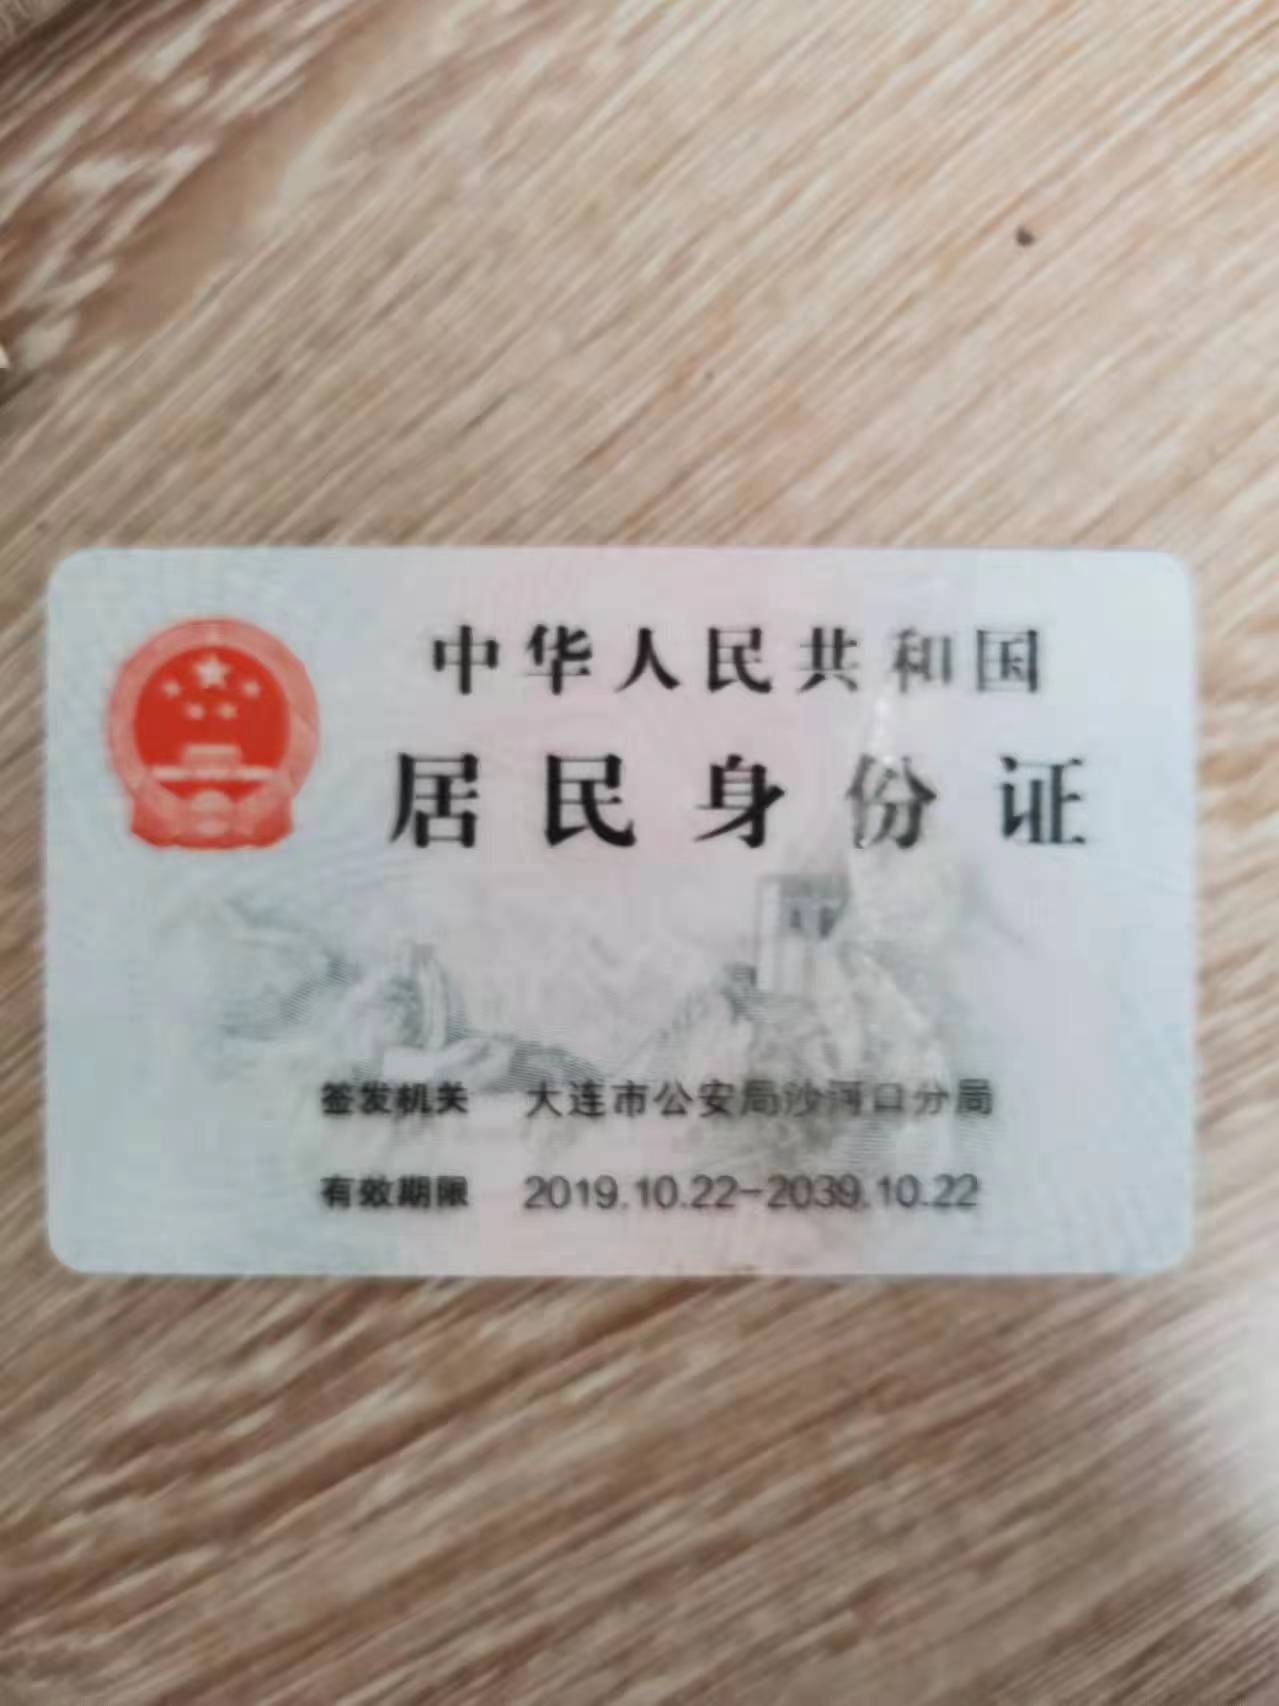 中华人民共和国
居民身份证
签发机关 大连市公安局沙河口分局
有效期限 2019.10.22-2039.10.22